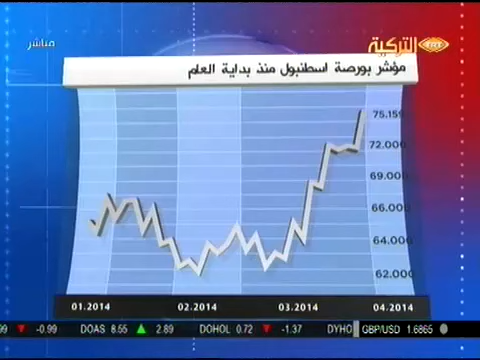 مباشر
التركية
TRT
مؤشر بورصة اسطنبول منذ بداية العام
75.159
72.000
69.000
66.000
64.000
62.000
01.2014 02.2014 03.2014 04.2014
99 ▼ -0.99 DOAS 8.55 ▲ 2.89 DOHOL 0.72 ▼ -1.37 DYHO GBP/USD 1.6865